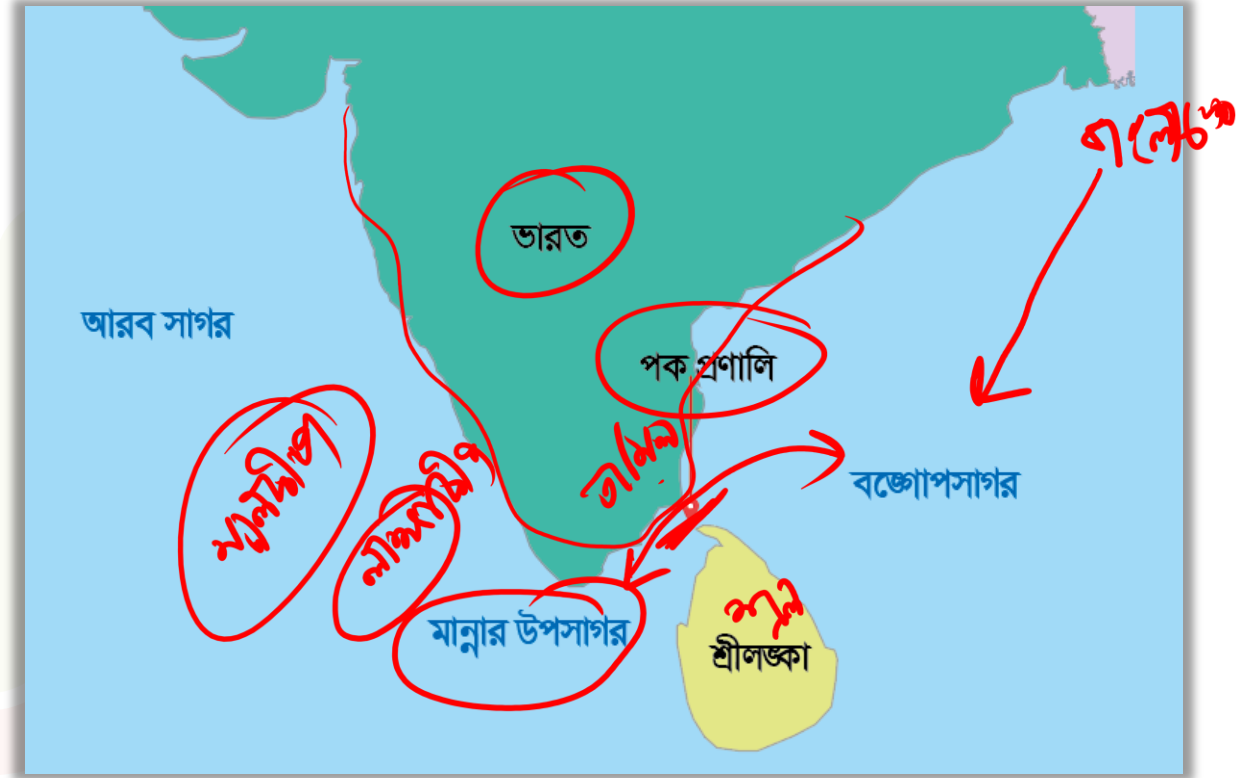 ভারত
আরব সাগর
পক প্রণালি
তামিল
বঙ্গোপসাগর
মালদ্বীপ
মান্নার উপসাগর
শ্রীলঙ্কা